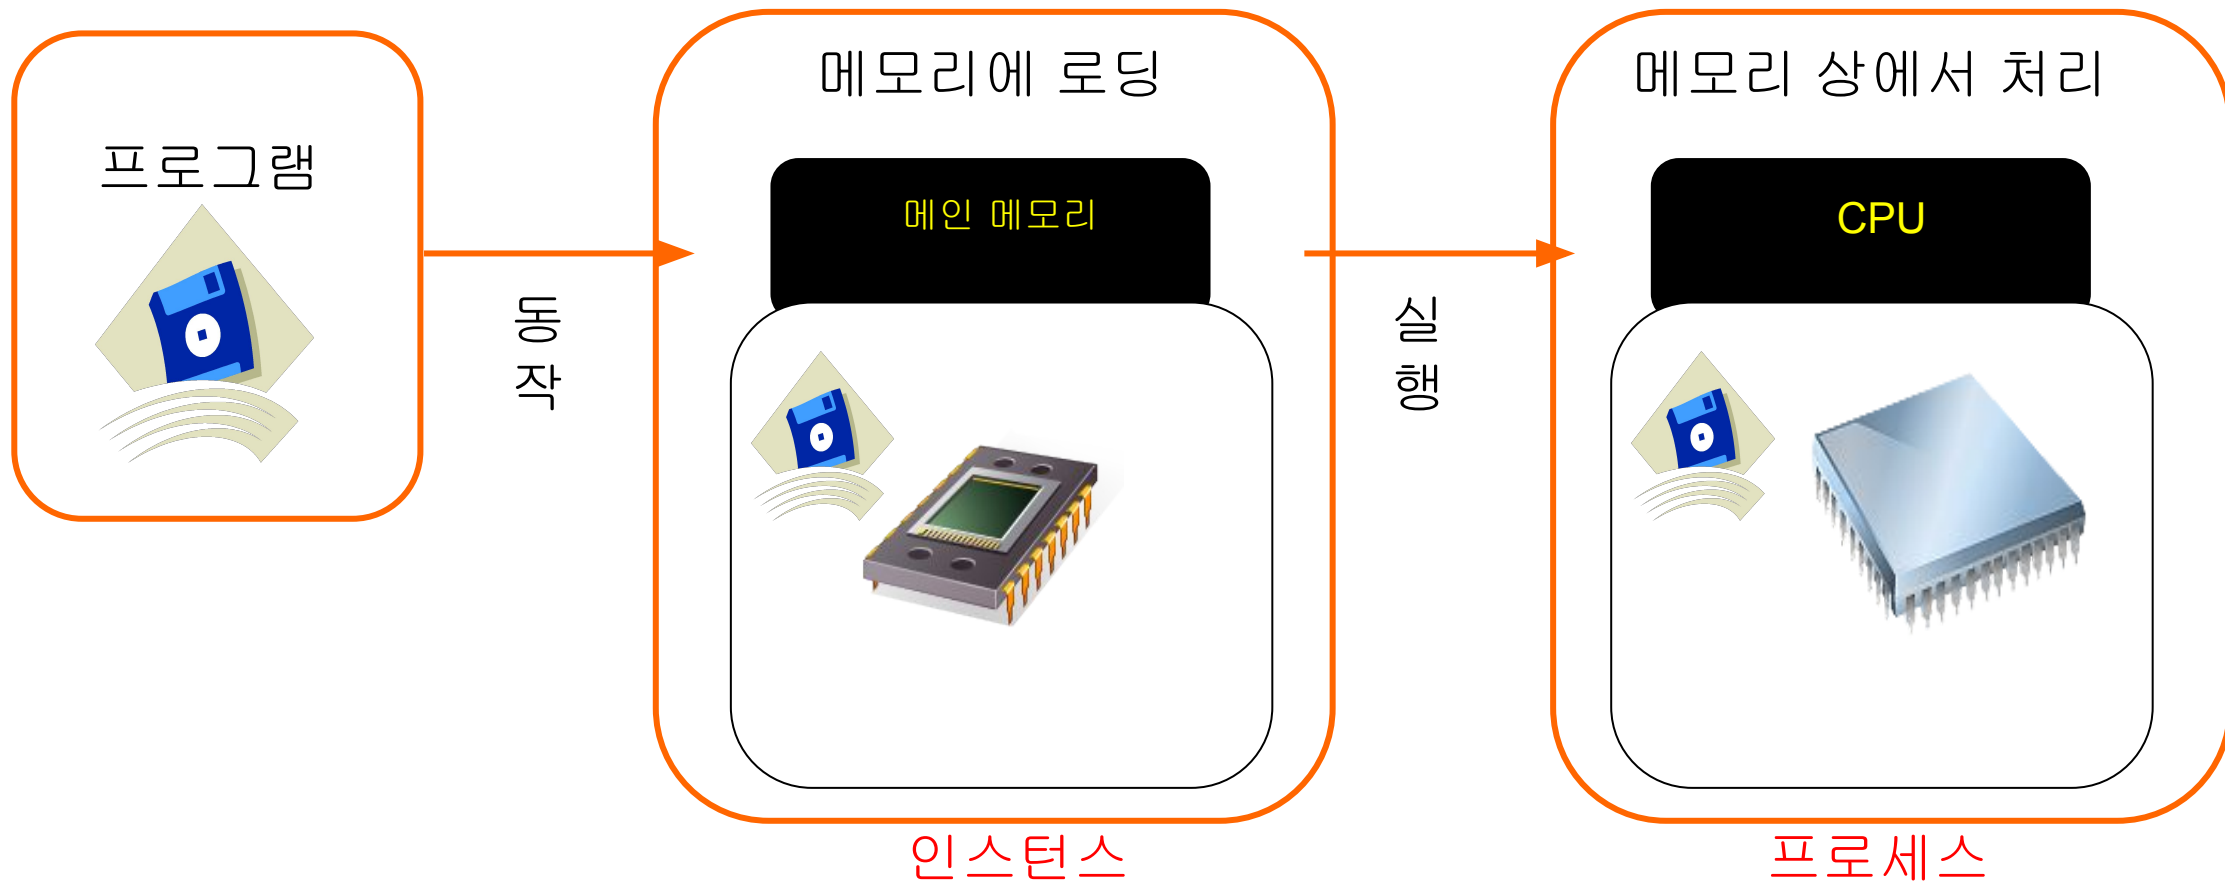 프로그램
동
작
메모리에 로딩
메인 메모리
인스턴스
실
행
메모리 상에서 처리
CPU
프로세스